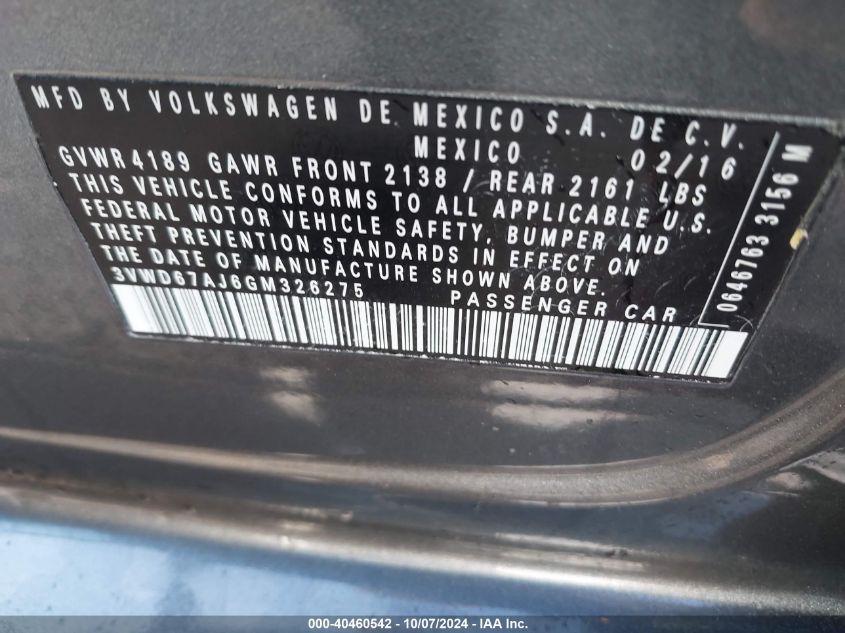 MFD BY VOLKSWAGEN DE MEXICO S.A. DE C.V.
MEXICO 02/16
GVWR4189 GAWR FRONT 2138 / REAR 2161 LBS
THIS VEHICLE CONFORMS TO ALL APPLICABLE U.S.
FEDERAL MOTOR VEHICLE SAFETY, BUMPER AND
THEFT PREVENTION STANDARDS IN EFFECT ON
THE DATE OF MANUFACTURE SHOWN ABOVE.
3VWD67AJ6GM326275 PASSENGER CAR
0646763 3156 M
000-40460542 - 10/07/2024 - IAA Inc.